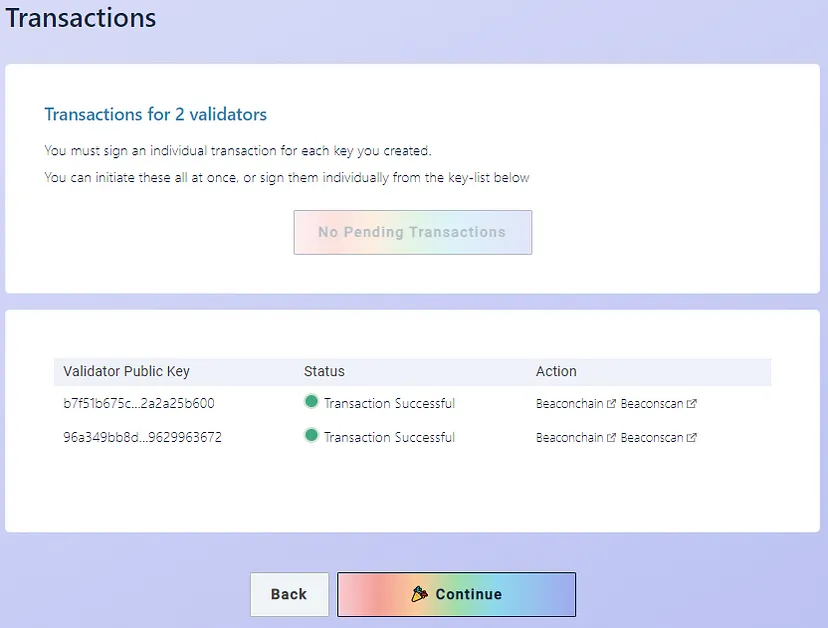 Transactions
Transactions for 2 validators
You must sign an individual transaction for each key you created.
You can initiate these all at once, or sign them individually from the key-list below
No Pending Transactions
Validator Public Key Status Action
b7f51b675c...2a2a25b600 Transaction Successful Beaconchain Beaconscan
96a349bb8d...9629963672 Transaction Successful Beaconchain Beaconscan
Back Continue